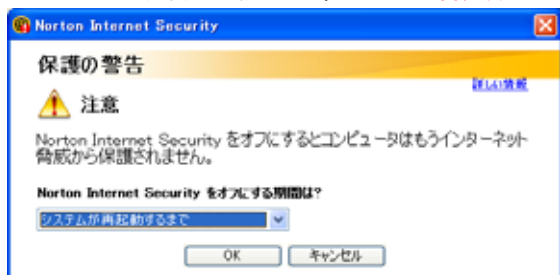 Norton Internet Security
保護の警告
詳しい情報
注意
Norton Internet Security をオフにするとコンピュータはもうインターネット
脅威から保護されません。
Norton Internet Security をオフにする期間は?
システムが再起動するまで
OK キャンセル